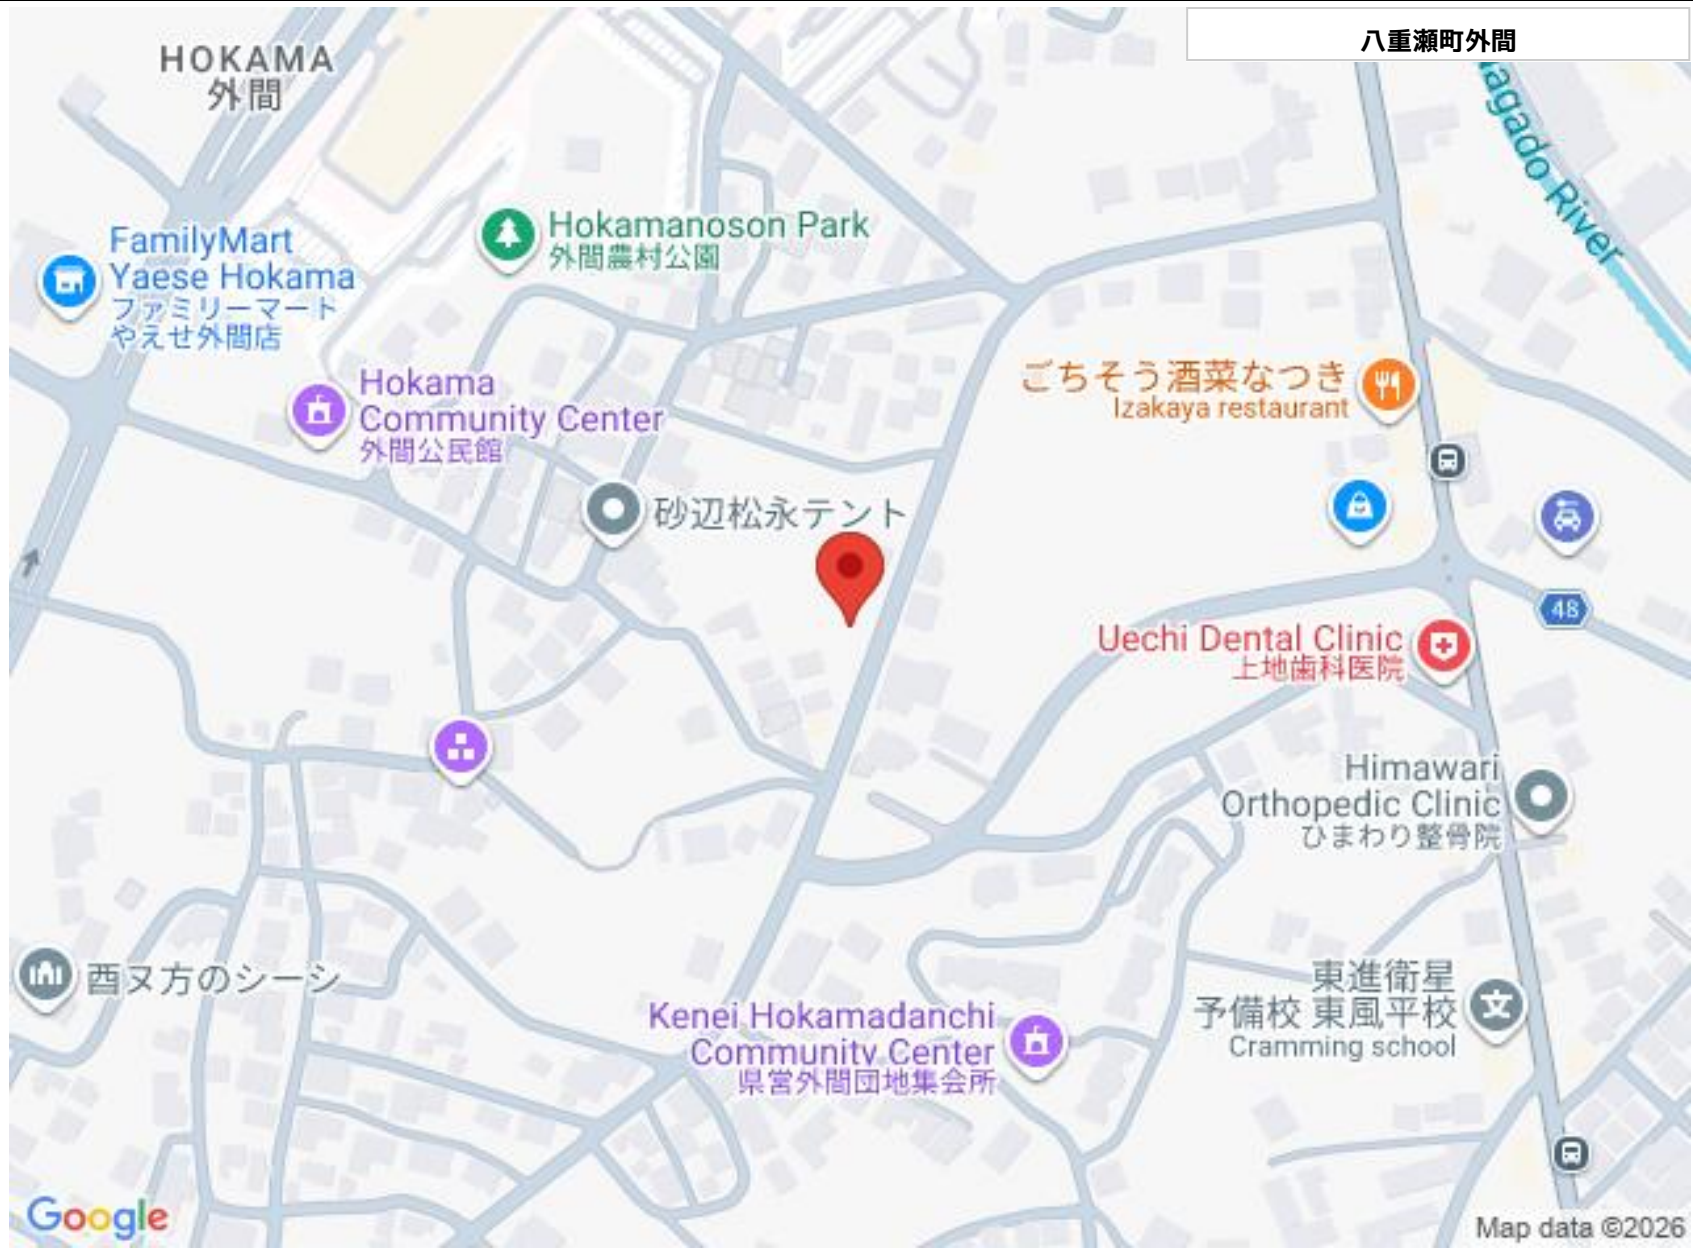 八重瀬町外間
HOKAMA
外間
nagado River
Hokamanoson Park
外間農村公園
FamilyMart
Yaese Hokama
ファミリーマート
やえせ外間店
ごちそう酒菜なつき
Izakaya restaurant
Hokama
Community Center
外間公民館
砂辺松永テント
48
Uechi Dental Clinic
上地歯科医院
Himawari
Orthopedic Clinic
ひまわり整骨院
酉ヌ方のシーシ
東進衛星
予備校 東風平校
Cramming school
Kenei Hokamadanchi
Community Center
県営外間団地集会所
Google
Map data ©2026